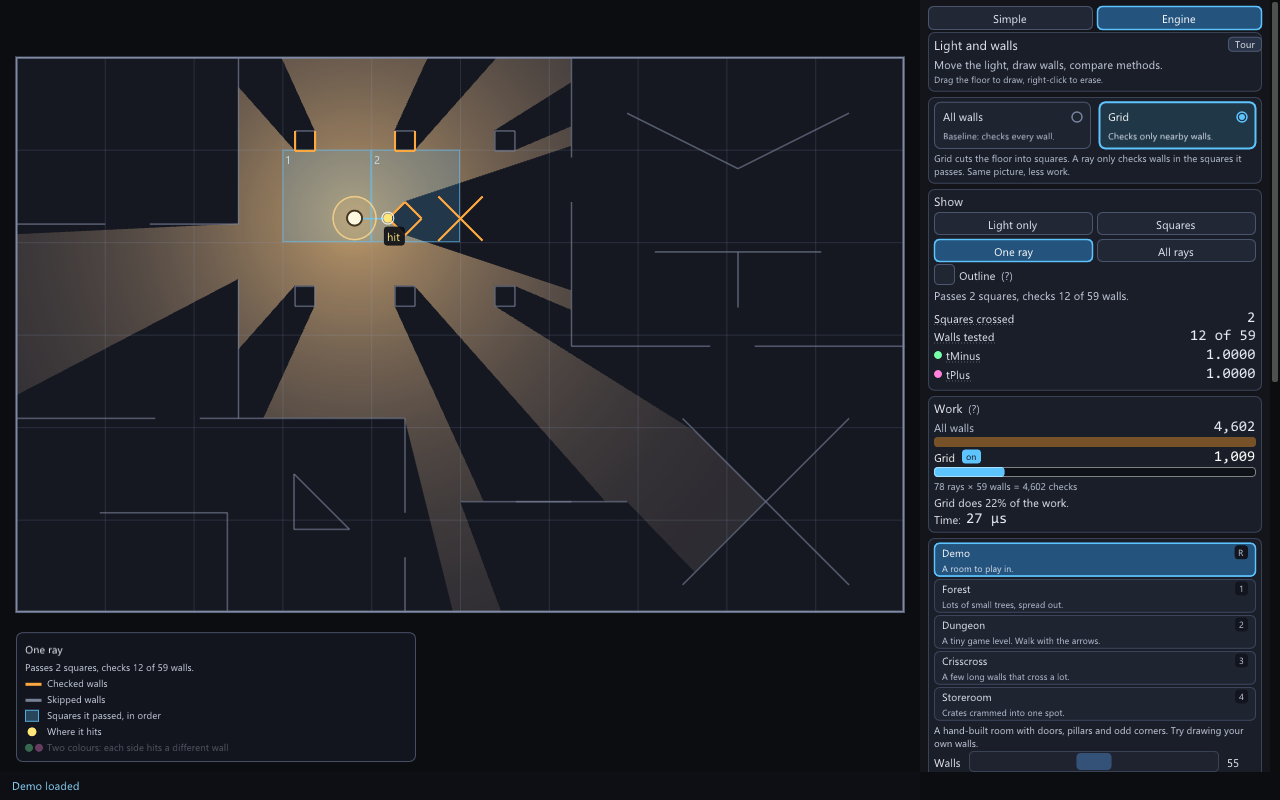 Simple
Engine
Light and walls
Tour
Move the light, draw walls, compare methods.
Drag the floor to draw, right-click to erase.
All walls
Baseline: checks every wall.
Grid
Checks only nearby walls.
Grid cuts the floor into squares. A ray only checks walls in the squares it
passes. Same picture, less work.
Show
Light only
Squares
One ray
All rays
Outline (?)
Passes 2 squares, checks 12 of 59 walls.
Squares crossed 2
Walls tested 12 of 59
tMinus 1.0000
tPlus 1.0000
Work (?)
All walls 4,602
Grid on 1,009
78 rays × 59 walls = 4,602 checks
Grid does 22% of the work.
Time: 27 µs
Demo R
A room to play in.
Forest 1
Lots of small trees, spread out.
Dungeon 2
A tiny game level. Walk with the arrows.
Crisscross 3
A few long walls that cross a lot.
Storeroom 4
Crates crammed into one spot.
A hand-built room with doors, pillars and odd corners. Try drawing your
own walls.
Walls 55
1
2
hit
One ray
Passes 2 squares, checks 12 of 59 walls.
Checked walls
Skipped walls
Squares it passed, in order
Where it hits
Two colours: each side hits a different wall
Demo loaded